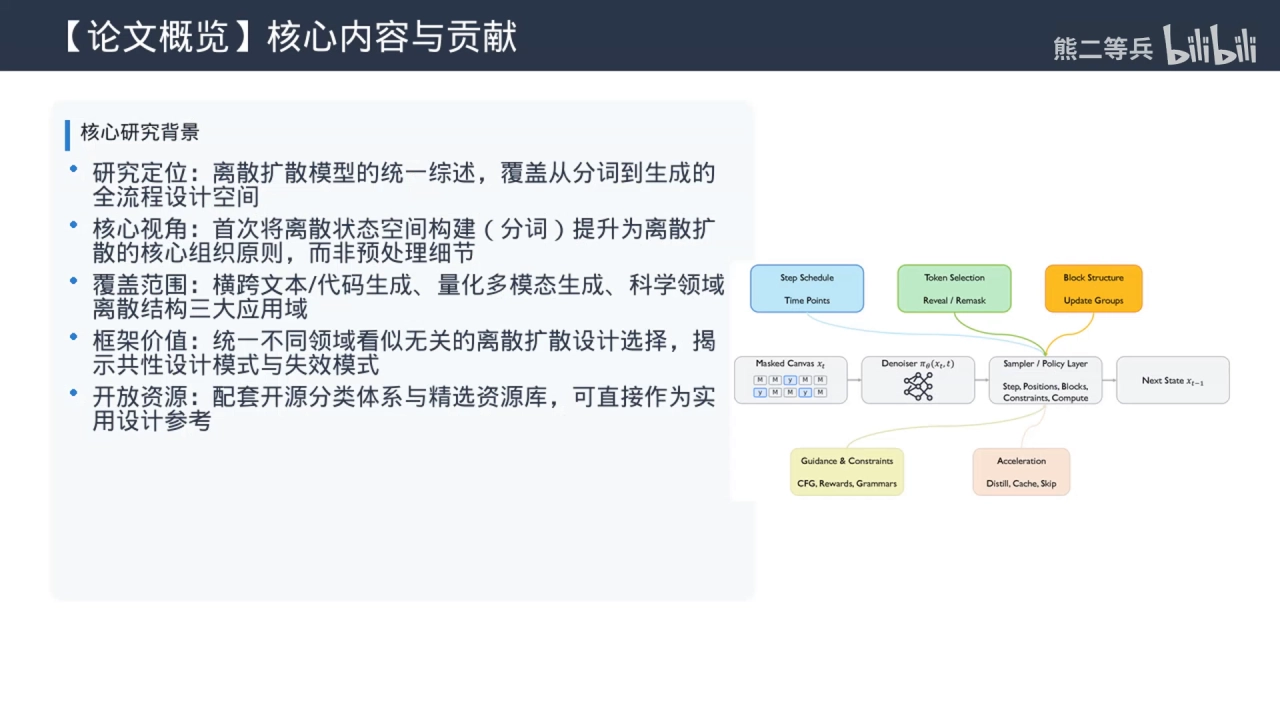 【论文概览】核心内容与贡献
熊二等兵 bilibili
核心研究背景
• 研究定位：离散扩散模型的统一综述，覆盖从分词到生成的
全流程设计空间
• 核心视角：首次将离散状态空间构建（分词）提升为离散扩
散的核心组织原则，而非预处理细节
• 覆盖范围：横跨文本/代码生成、量化多模态生成、科学领域
离散结构三大应用域
• 框架价值：统一不同领域看似无关的离散扩散设计选择，揭
示共性设计模式与失效模式
• 开放资源：配套开源分类体系与精选资源库，可直接作为实
用设计参考
Step Schedule
Time Points
Token Selection
Reveal / Remask
Block Structure
Update Groups
Masked Canvas xₜ
M M y M M
y M M y M
Denoiser πθ(xₜ, t)
Sampler / Policy Layer
Step, Positions, Blocks,
Constraints, Compute
Next State xₜ₋₁
Guidance & Constraints
CFG, Rewards, Grammars
Acceleration
Distill, Cache, Skip